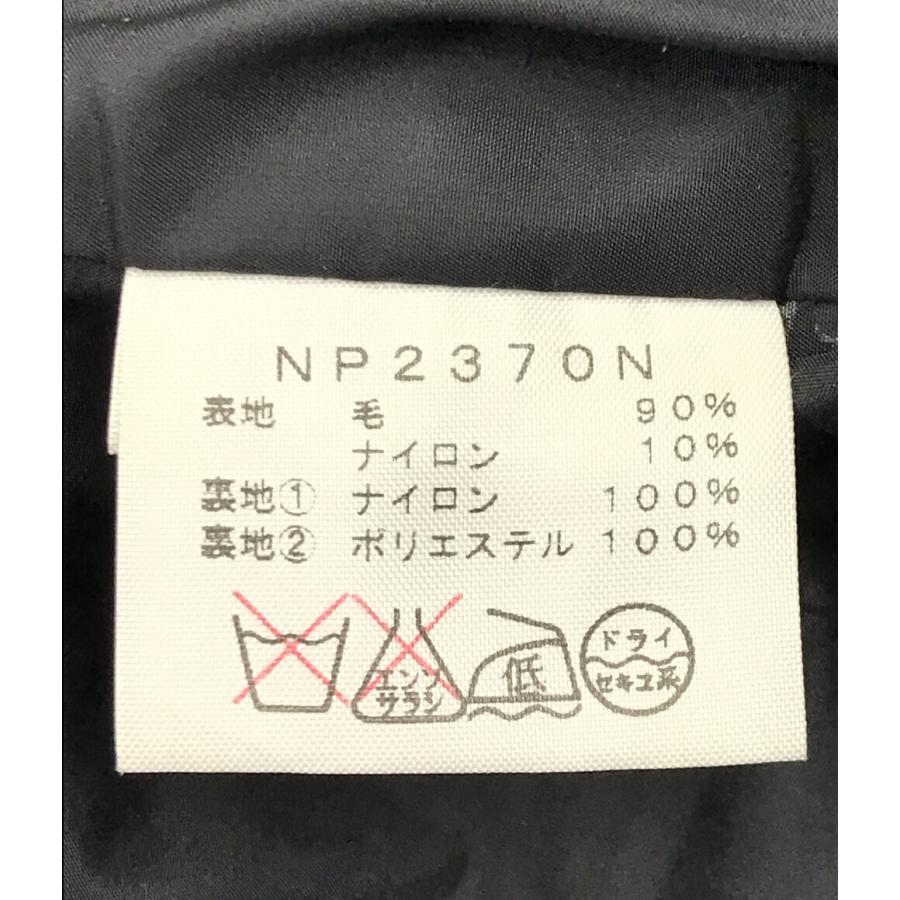 NP2370N
表地 毛 90%
ナイロン 10%
裏地① ナイロン 100%
裏地② ポリエステル 100%
エンソ
サラシ
低
ドライ
セキユ系